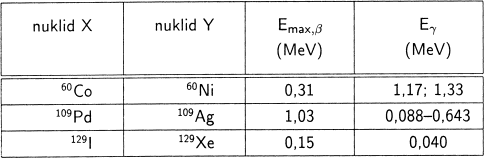 nuklid X nuklid Y E_max,β E_γ
(MeV) (MeV)
⁶⁰Co ⁶⁰Ni 0,31 1,17; 1,33
¹⁰⁹Pd ¹⁰⁹Ag 1,03 0,088–0,643
¹²⁹I ¹²⁹Xe 0,15 0,040